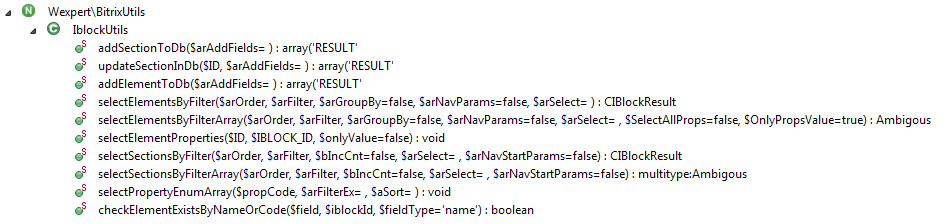 Wexpert\BitrixUtils
IblockUtils
addSectionToDb($arAddFields= ) : array('RESULT'
updateSectionInDb($ID, $arAddFields= ) : array('RESULT'
addElementToDb($arAddFields= ) : array('RESULT'
selectElementsByFilter($arOrder, $arFilter, $arGroupBy=false, $arNavParams=false, $arSelect= ) : CIBlockResult
selectElementsByFilterArray($arOrder, $arFilter, $arGroupBy=false, $arNavParams=false, $arSelect= , $SelectAllProps=false, $OnlyPropsValue=true) : Ambigous
selectElementProperties($ID, $IBLOCK_ID, $onlyValue=false) : void
selectSectionsByFilter($arOrder, $arFilter, $bIncCnt=false, $arSelect= , $arNavStartParams=false) : CIBlockResult
selectSectionsByFilterArray($arOrder, $arFilter, $bIncCnt=false, $arSelect= , $arNavStartParams=false) : multitype:Ambigous
selectPropertyEnumArray($propCode, $arFilterEx= , $aSort= ) : void
checkElementExistsByNameOrCode($field, $iblockId, $fieldType='name') : boolean